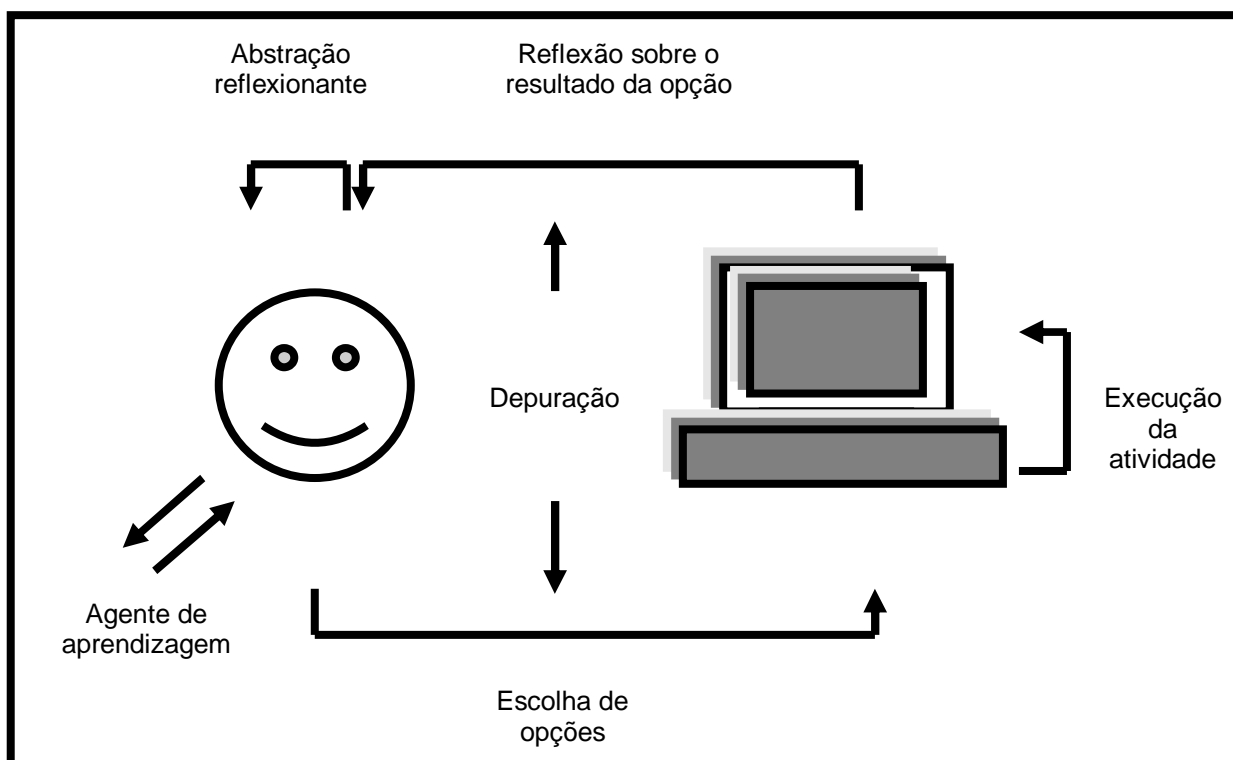 Abstração
reflexionante
Reflexão sobre o
resultado da opção
Depuração
Execução
da
atividade
Agente de
aprendizagem
Escolha de
opções